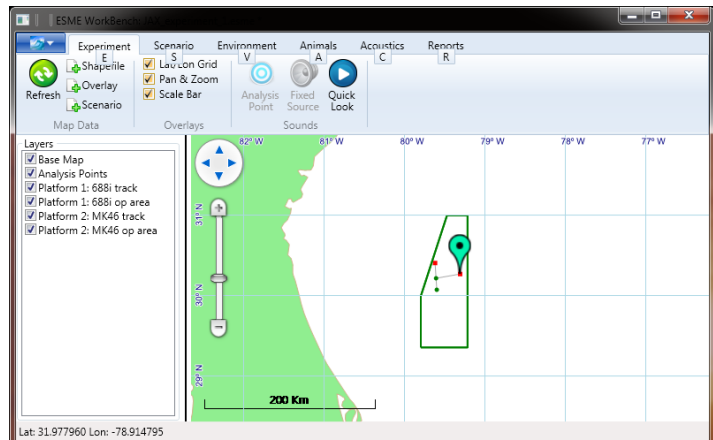 ESME WorkBench:
Experiment Scenario Environment Animals Acoustics Reports
E S V A C R
Refresh
Shapefile
Overlay
Scenario
Map Data
Lat/Lon Grid
Pan & Zoom
Scale Bar
Overlays
Analysis Point
Fixed Source
Quick Look
Sounds
Layers
Base Map
Analysis Points
Platform 1: 688i track
Platform 1: 688i op area
Platform 2: MK46 track
Platform 2: MK46 op area
82° W 81° W 80° W 79° W 78° W 77° W
31° N
30° N
29° N
200 Km
Lat: 31.977960 Lon: -78.914795